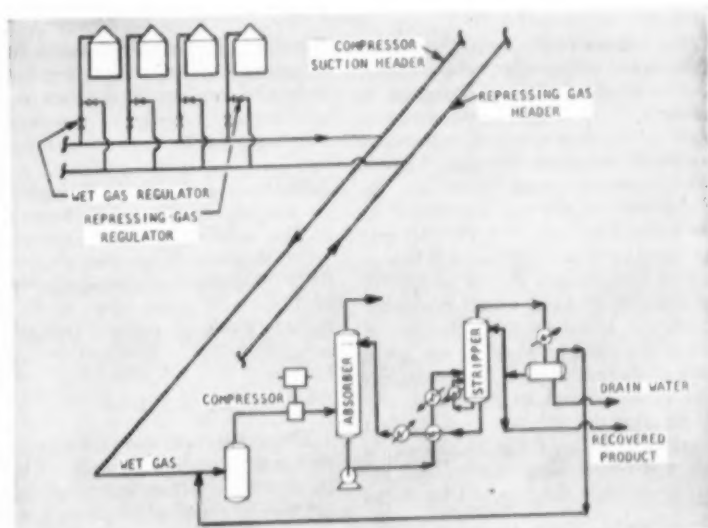 COMPRESSOR
SUCTION HEADER
REPRESSING GAS
HEADER
WET GAS REGULATOR
REPRESSING GAS
REGULATOR
COMPRESSOR
ABSORBER
STRIPPER
DRAIN WATER
RECOVERED
PRODUCT
WET GAS